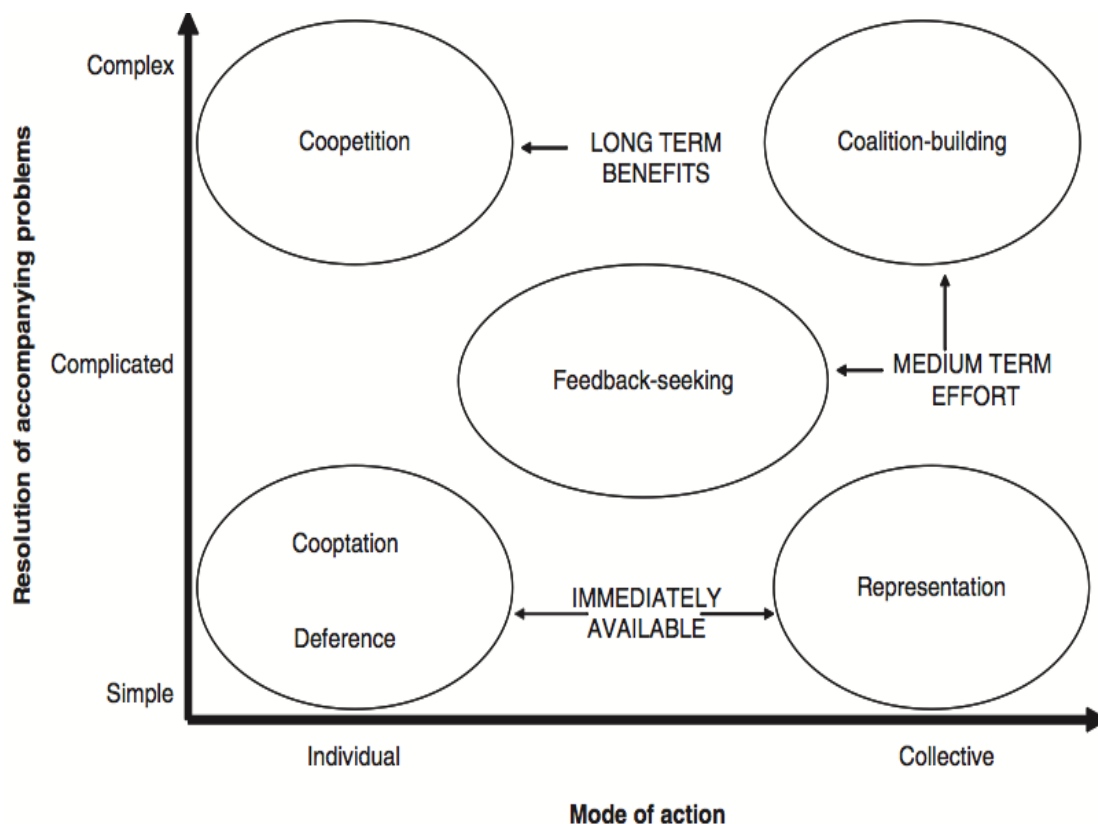 Complex
Coopetition
LONG TERM
BENEFITS
Coalition-building
Resolution of accompanying problems
Complicated
Feedback-seeking
MEDIUM TERM
EFFORT
Cooptation
Deference
IMMEDIATELY
AVAILABLE
Representation
Simple
Individual
Collective
Mode of action